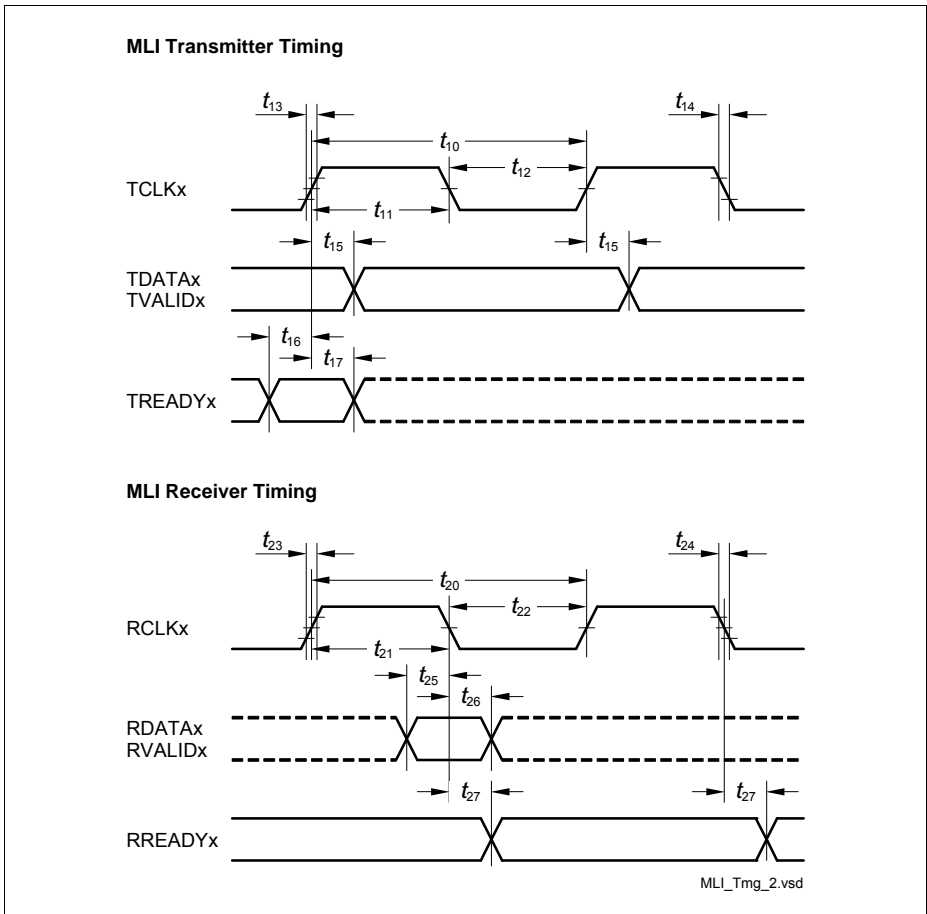 MLI Transmitter Timing
t13
t14
t10
t12
TCLKx
t11
t15
t15
TDATAx
TVALIDx
t16
t17
TREADYx
MLI Receiver Timing
t23
t24
t20
t22
RCLKx
t21
t25
t26
RDATAx
RVALIDx
t27
t27
RREADYx
MLI_Tmg_2.vsd